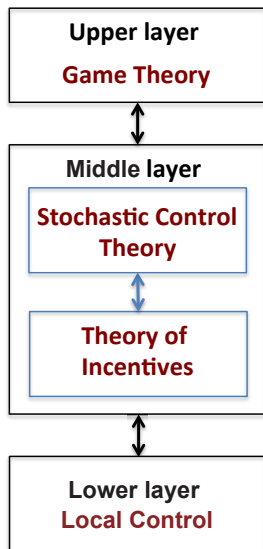 Upper layer
Game Theory
Middle layer
Stochastic Control
Theory
Theory of
Incentives
Lower layer
Local Control